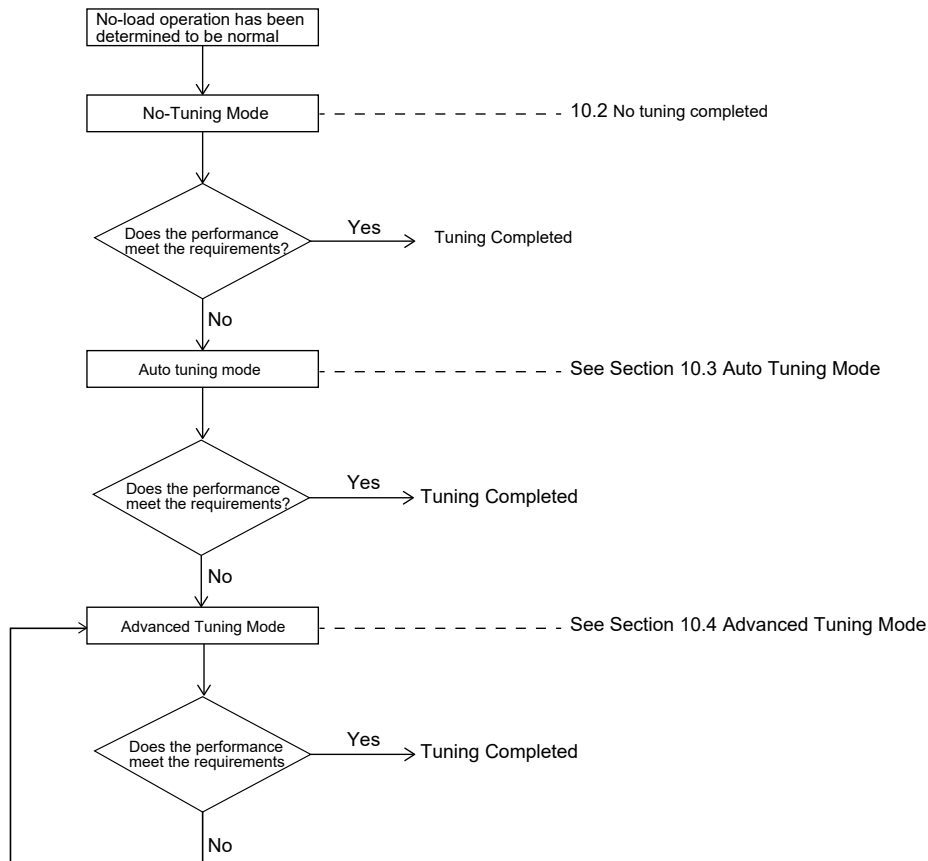 No-load operation has been
determined to be normal
No-Tuning Mode
10.2 No tuning completed
Does the performance
meet the requirements?
Yes
Tuning Completed
No
Auto tuning mode
See Section 10.3 Auto Tuning Mode
Does the performance
meet the requirements?
Yes
Tuning Completed
No
Advanced Tuning Mode
See Section 10.4 Advanced Tuning Mode
Does the performance
meet the requirements
Yes
Tuning Completed
No